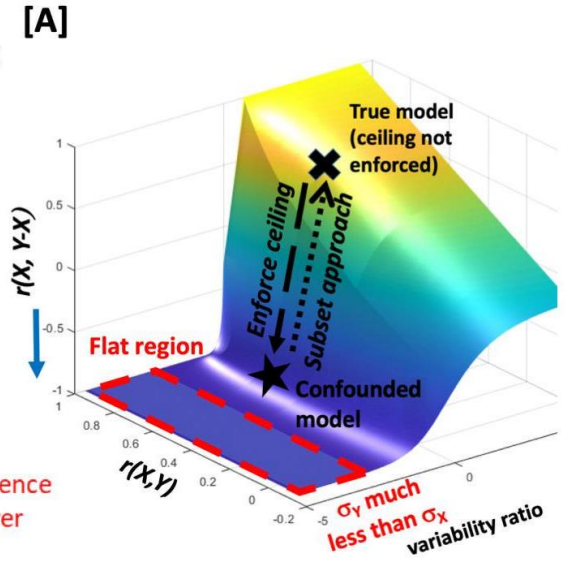 [A]
True model
(ceiling not
enforced)
Enforce ceiling
Subset approach
r(X, Y-X)
1
0.5
0
-0.5
-1
Flat region
Confounded
model
1
0.8
0.6
0.4
0.2
0
-0.2
r(X,Y)
-5
0
σY much
less than σX
variability ratio
ence
er